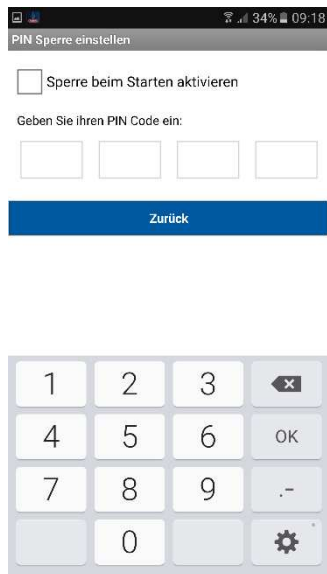 34% 09:18
PIN Sperre einstellen
Sperre beim Starten aktivieren
Geben Sie ihren PIN Code ein:
Zurück
1 2 3
4 5 6 OK
7 8 9 .-
0